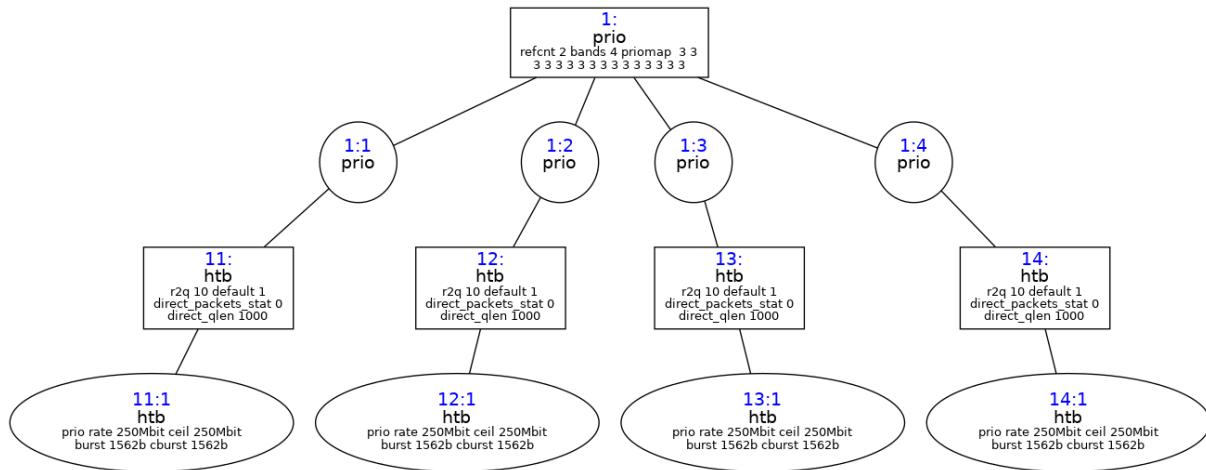 1:
prio
refcnt 2 bands 4 priomap  3 3
3 3 3 3 3 3 3 3 3 3 3 3 3 3
1:1
prio
1:2
prio
1:3
prio
1:4
prio
11:
htb
r2q 10 default 1
direct_packets_stat 0
direct_qlen 1000
12:
htb
r2q 10 default 1
direct_packets_stat 0
direct_qlen 1000
13:
htb
r2q 10 default 1
direct_packets_stat 0
direct_qlen 1000
14:
htb
r2q 10 default 1
direct_packets_stat 0
direct_qlen 1000
11:1
htb
prio rate 250Mbit ceil 250Mbit
burst 1562b cburst 1562b
12:1
htb
prio rate 250Mbit ceil 250Mbit
burst 1562b cburst 1562b
13:1
htb
prio rate 250Mbit ceil 250Mbit
burst 1562b cburst 1562b
14:1
htb
prio rate 250Mbit ceil 250Mbit
burst 1562b cburst 1562b